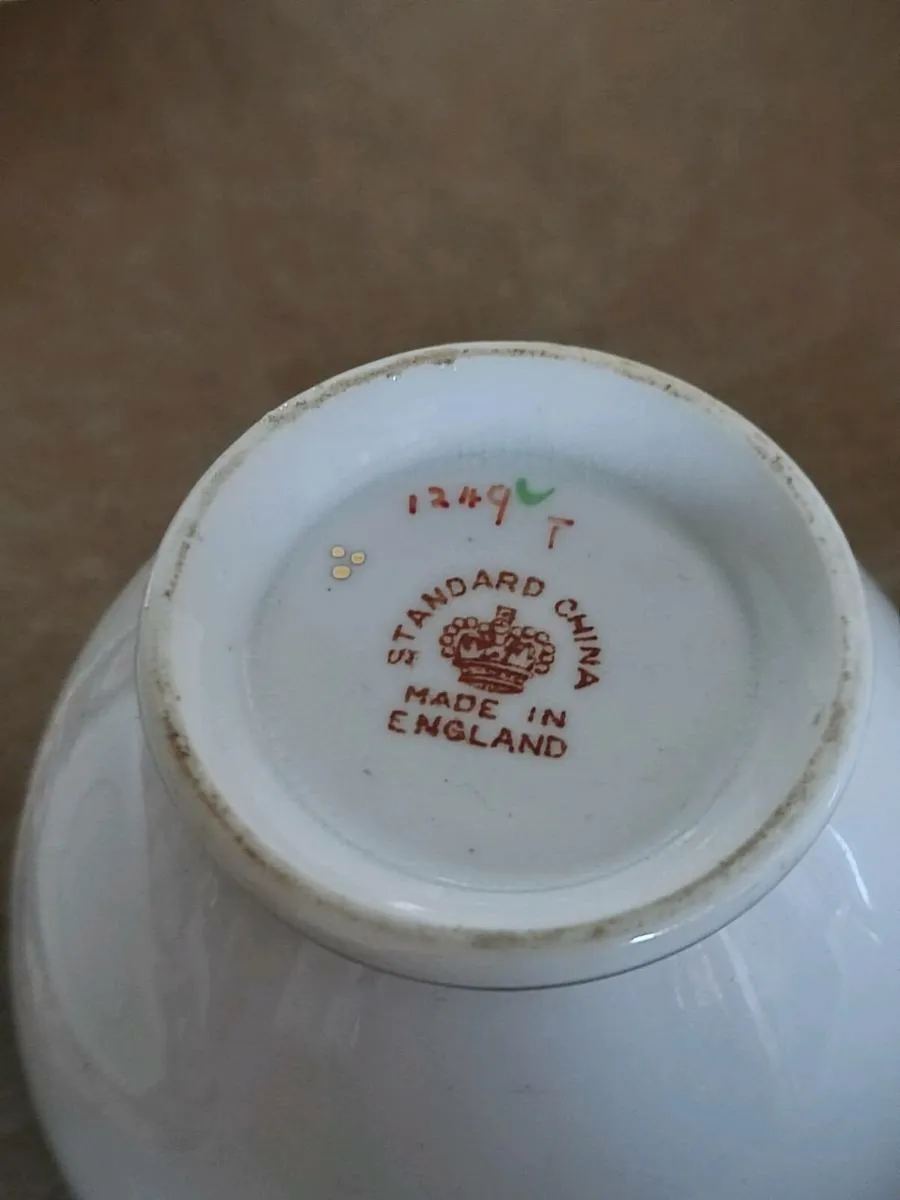 1249
T
STANDARD CHINA
MADE IN
ENGLAND